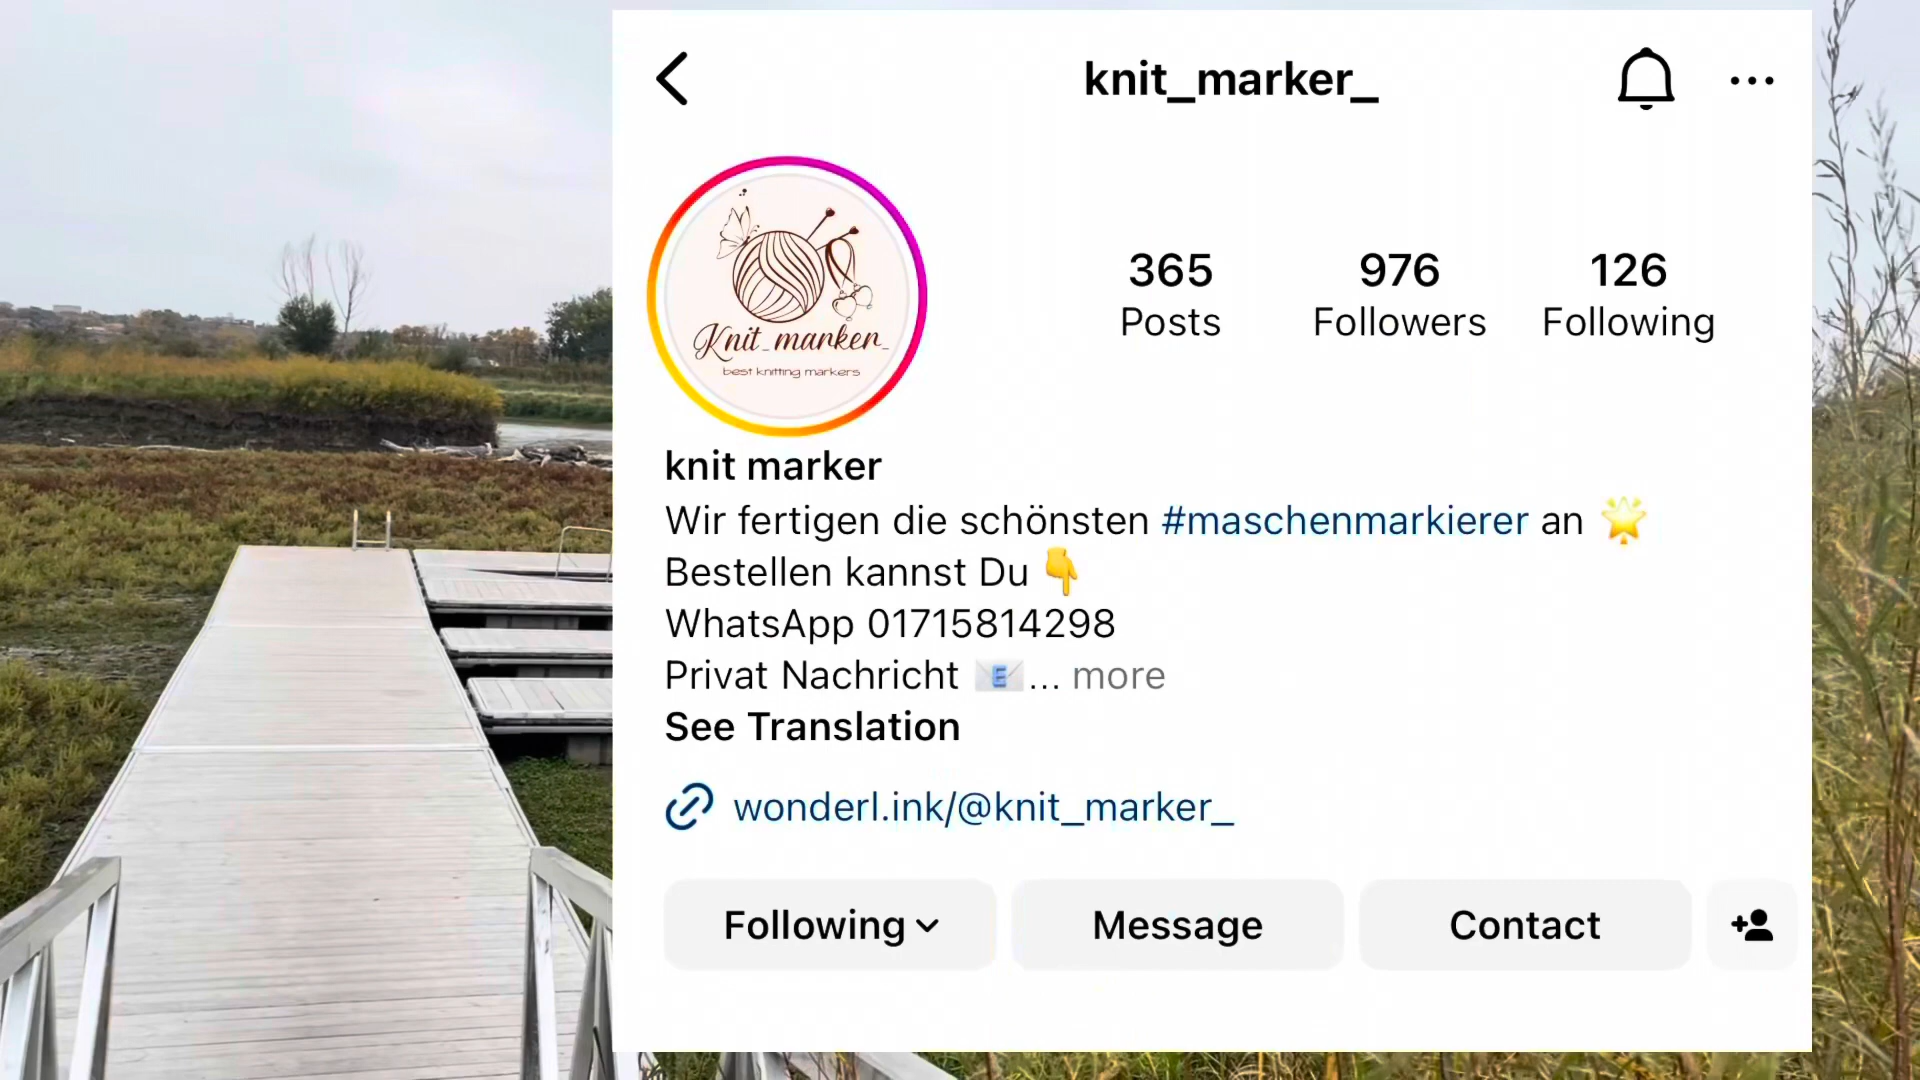 knit_marker_
365 976 126
Posts Followers Following
Knit_marker_
best knitting markers
knit marker
Wir fertigen die schönsten #maschenmarkierer an 🌟
Bestellen kannst Du 👇
WhatsApp 01715814298
Privat Nachricht 📧... more
See Translation
wonderl.ink/@knit_marker_
Following Message Contact